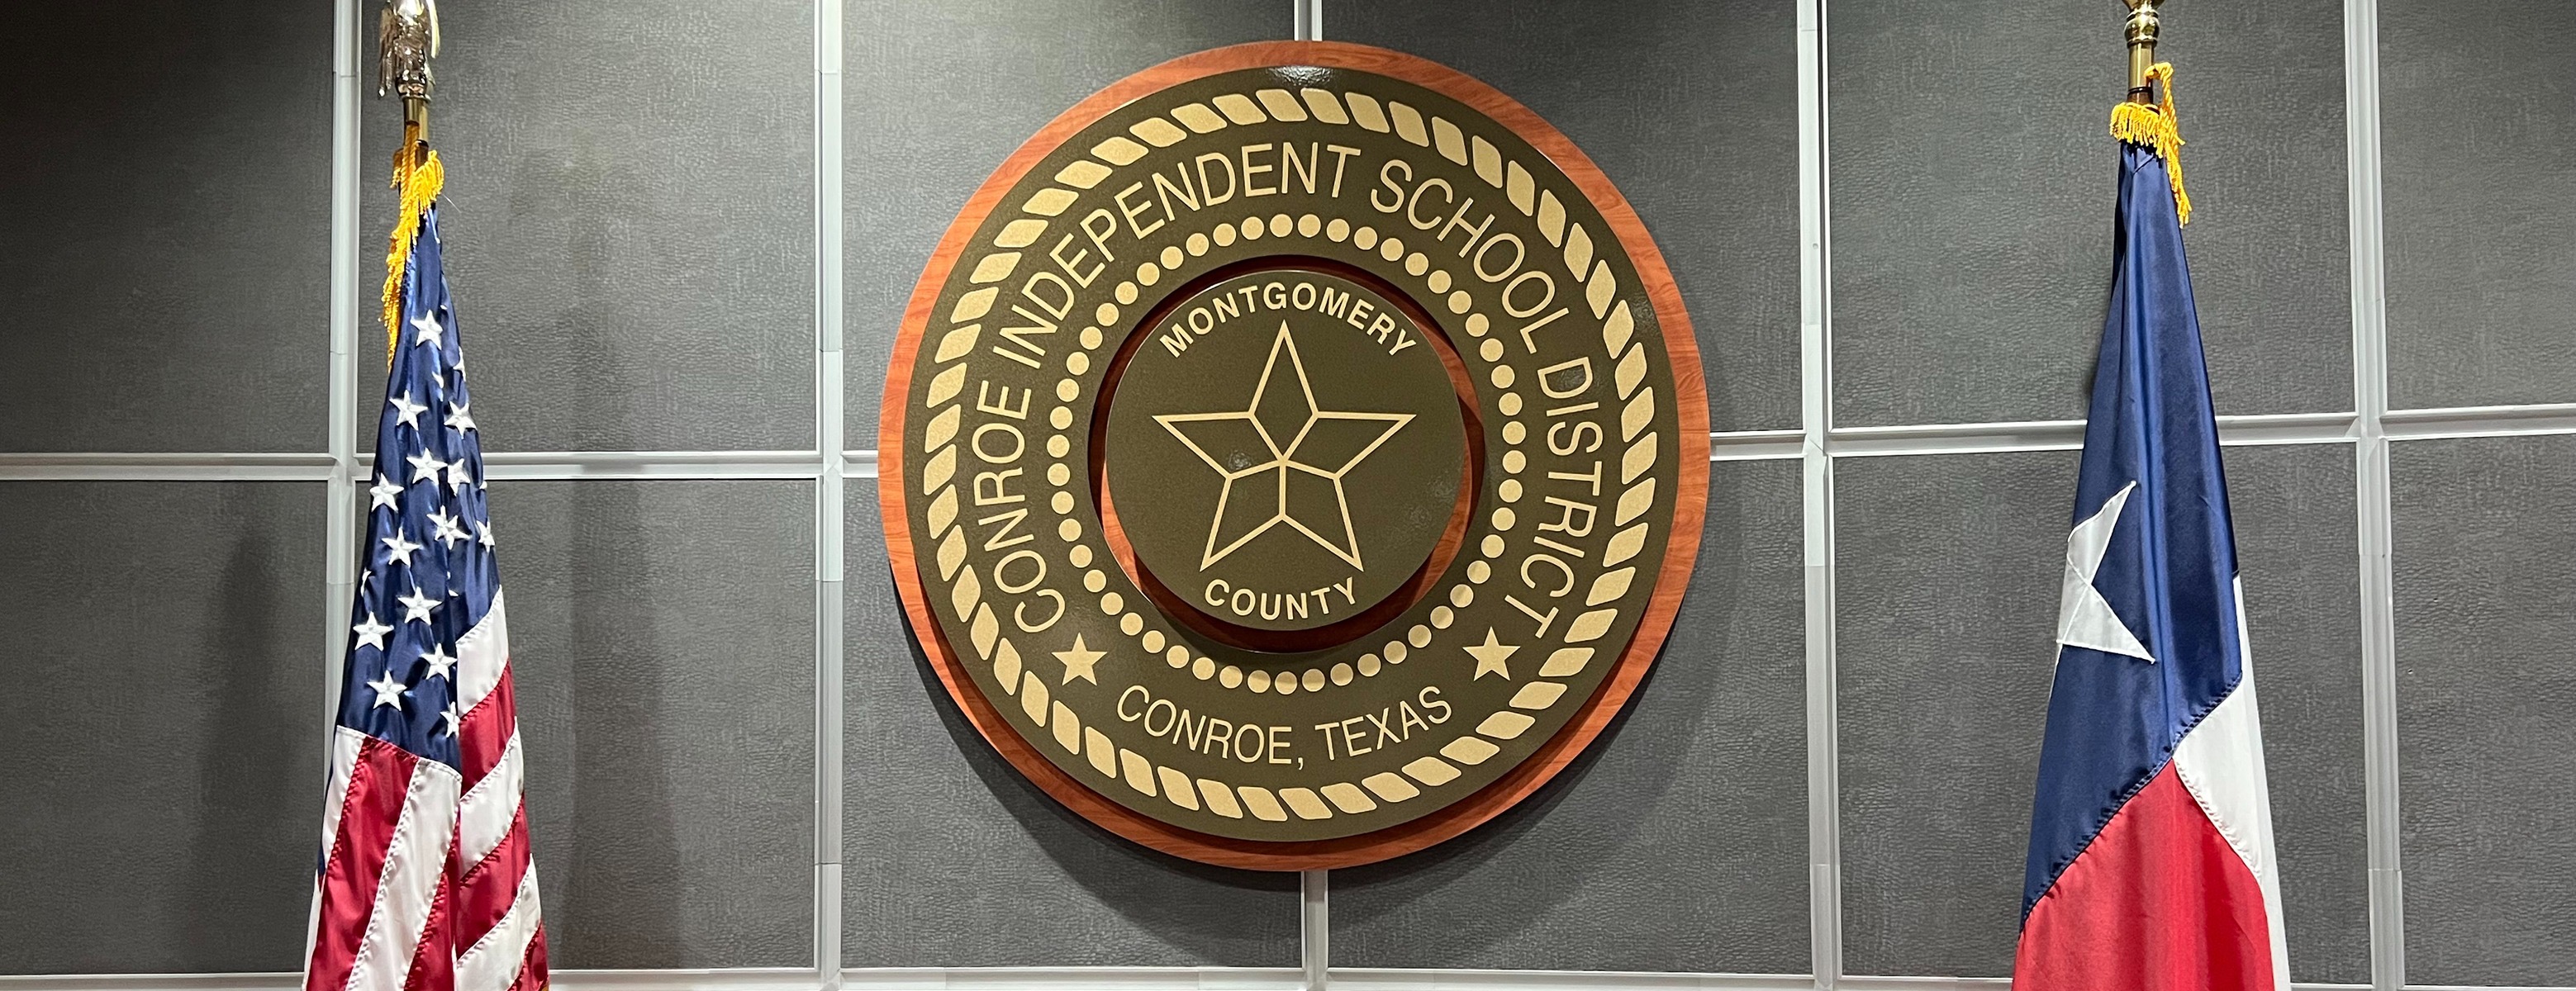 CONROE INDEPENDENT SCHOOL DISTRICT
MONTGOMERY
COUNTY
CONROE, TEXAS